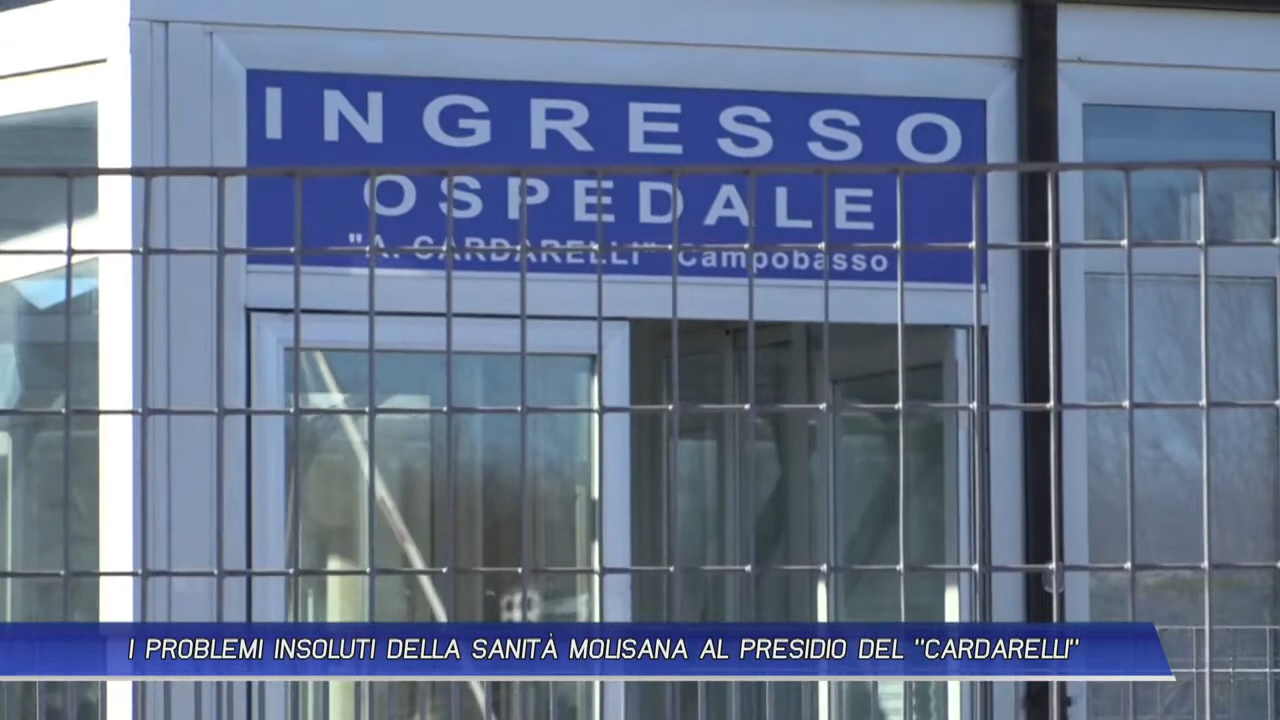 INGRESSO
OSPEDALE
"A. CARDARELLI" Campobasso
I PROBLEMI INSOLUTI DELLA SANITÀ MOLISANA AL PRESIDIO DEL "CARDARELLI"